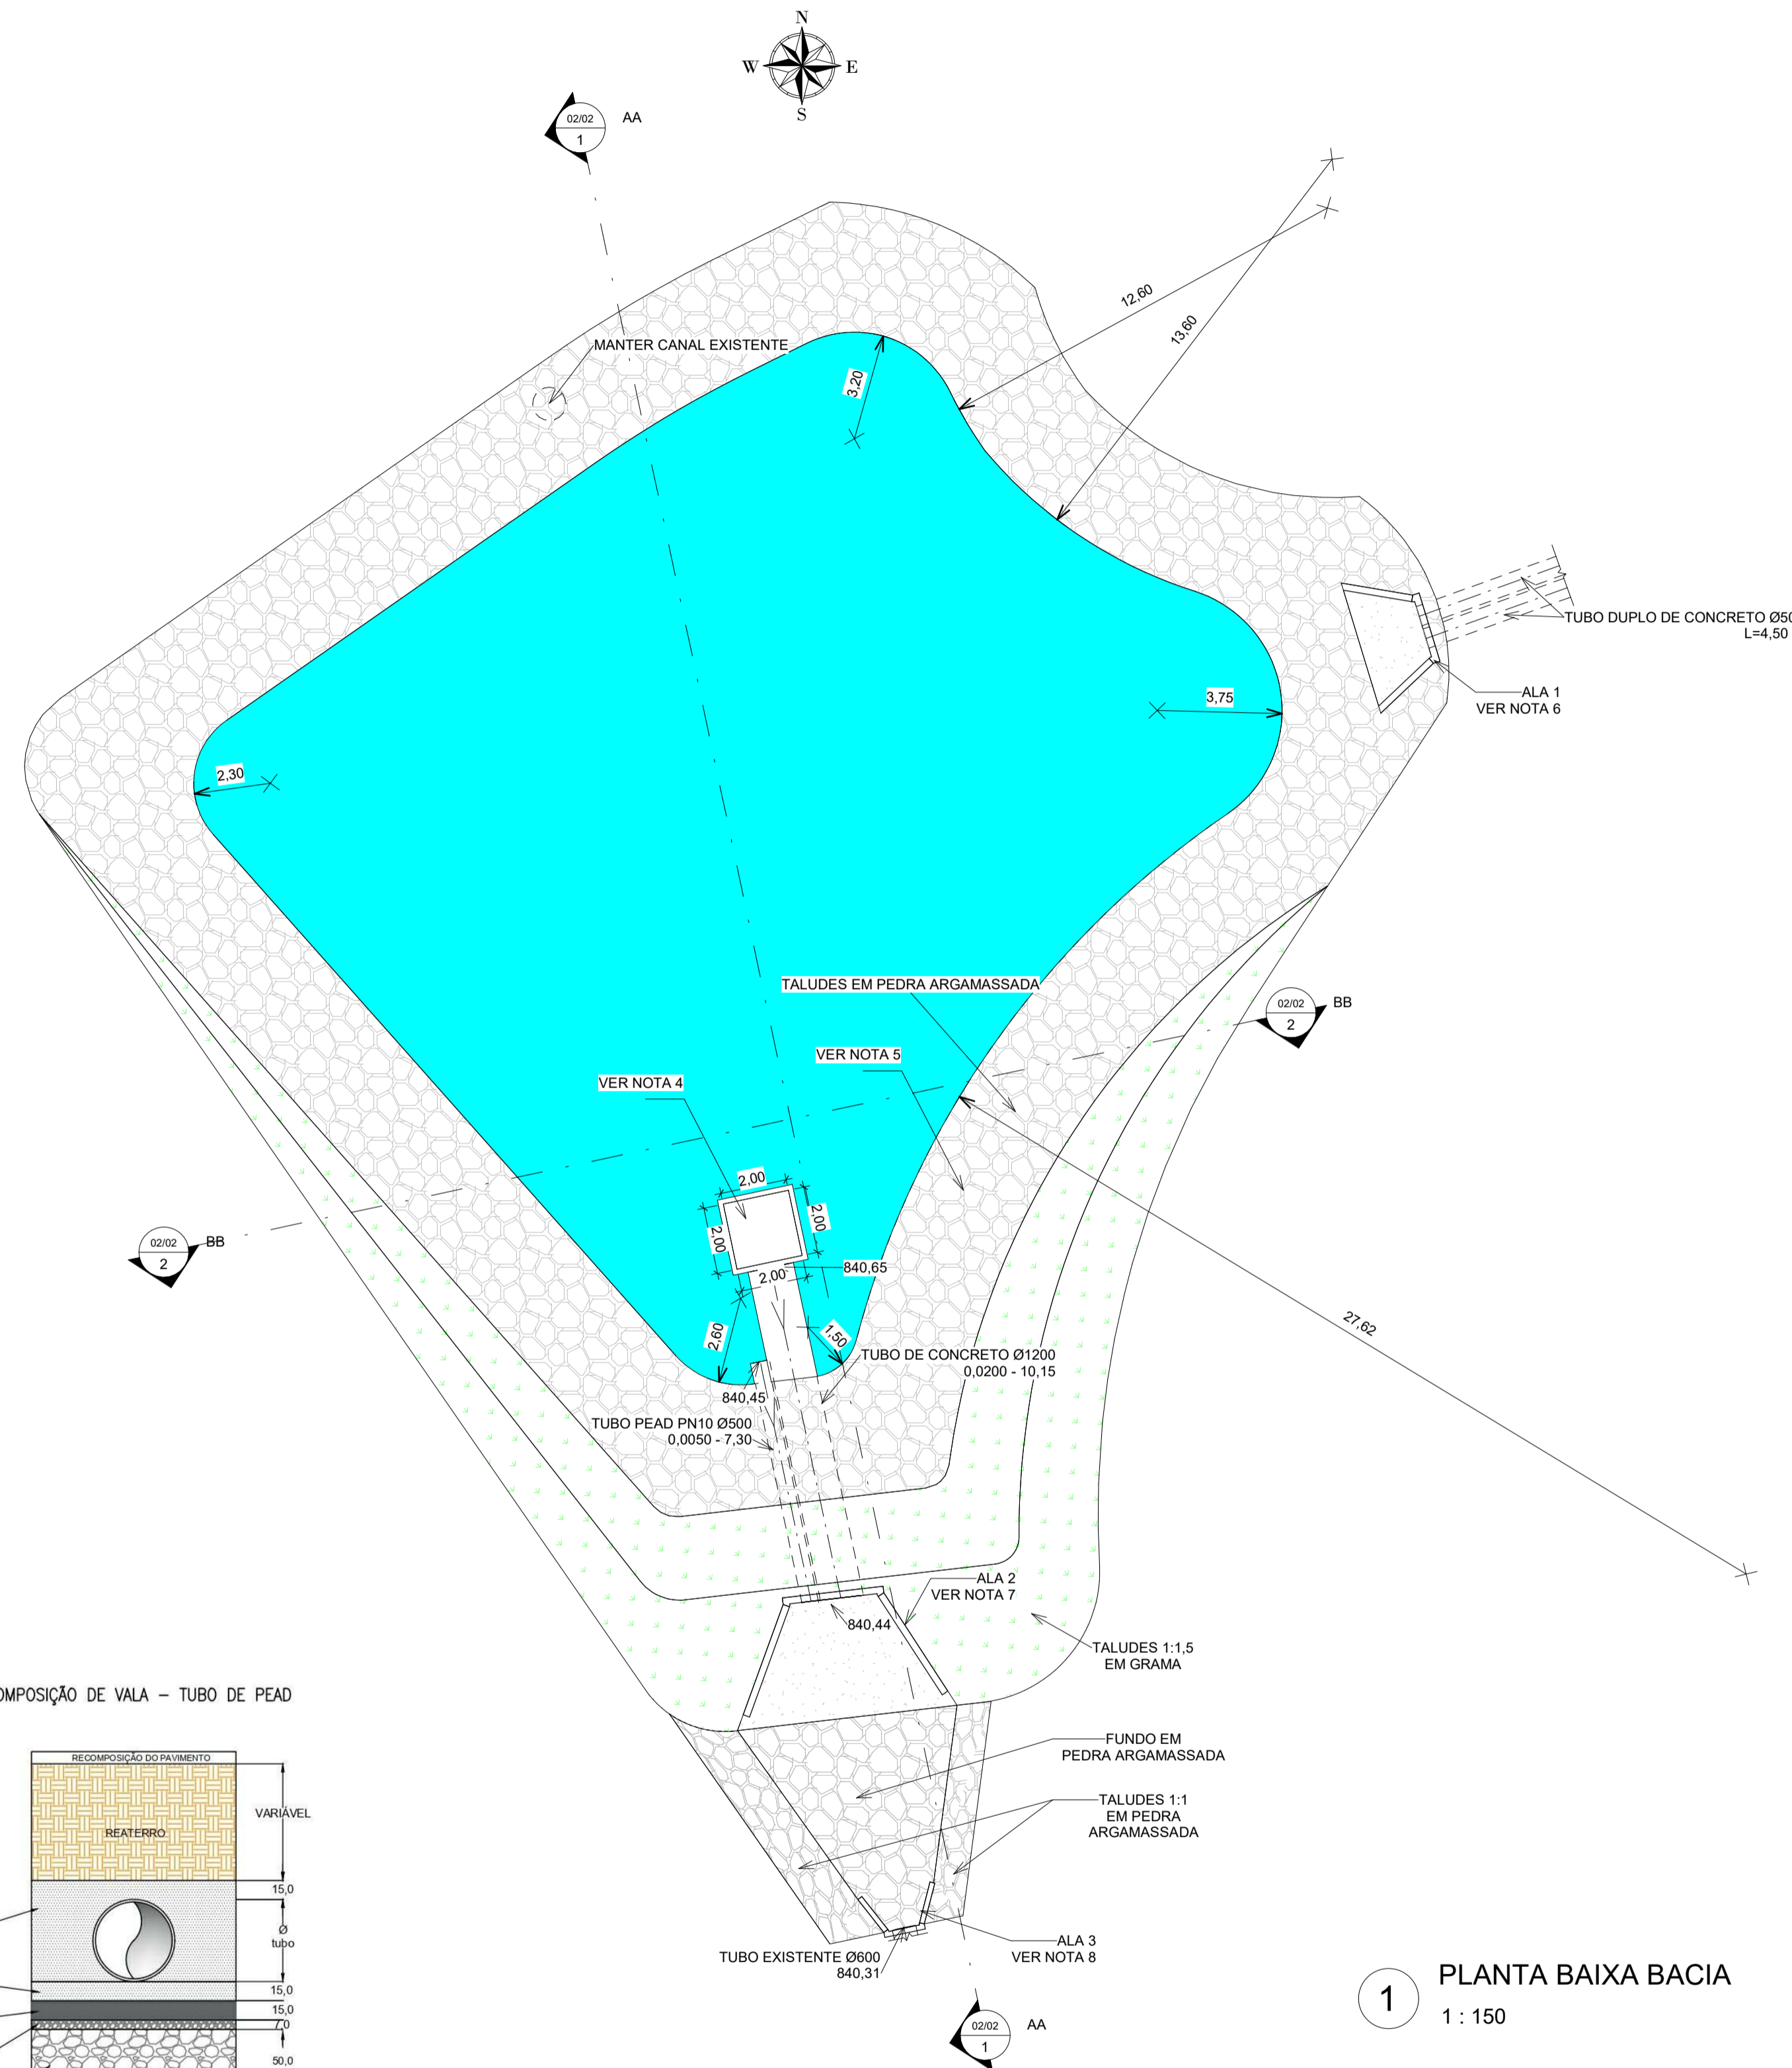 N
W
E
S
02/02
1
AA
12,60
13,60
MANTER CANAL EXISTENTE
3,20
TUBO DUPLO DE CONCRETO
L=4,50
ALA 1
VER NOTA 6
3,75
2,30
TALUDES EM PEDRA ARGAMASSADA
02/02
2
BB
VER NOTA 5
VER NOTA 4
2,00
2,00
2,00
02/02
2
BB
840,65
2,00
27,62
2,60
1,50
TUBO DE CONCRETO Ø1200
0,0200 - 10,15
840,45
TUBO PEAD PN10 Ø500
0,0050 - 7,30
ALA 2
VER NOTA 7
840,44
TALUDES 1:1,5
EM GRAMA
OMPOSIÇÃO DE VALA – TUBO DE PEAD
FUNDO EM
PEDRA ARGAMASSADA
RECOMPOSIÇÃO DO PAVIMENTO
VARIÁVEL
REATERRO
TALUDES 1:1
EM PEDRA
ARGAMASSADA
15,0
Ø
tubo
ALA 3
VER NOTA 8
TUBO EXISTENTE Ø600
840,31
15,0
15,0
7,0
50,0
02/02
1
AA
1
PLANTA BAIXA BACIA
1 : 150